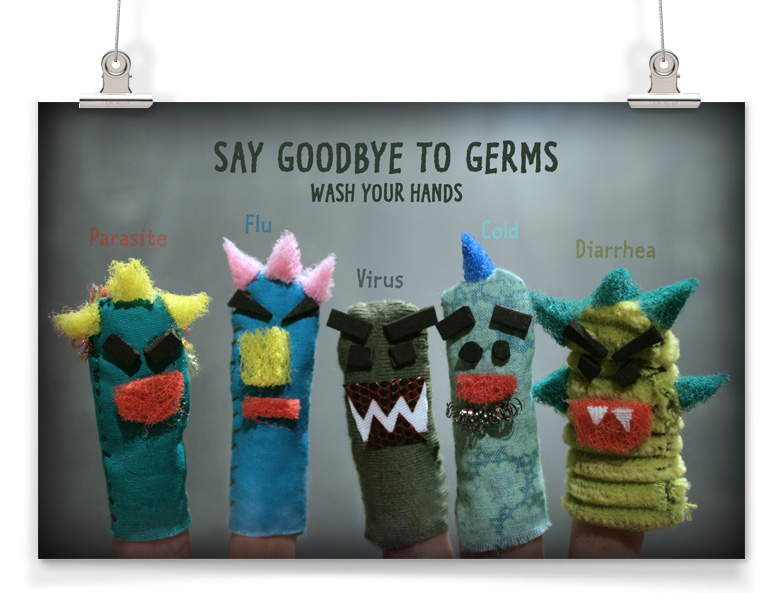 SAY GOODBYE TO GERMS
WASH YOUR HANDS
Parasite
Flu
Virus
Cold
Diarrhea